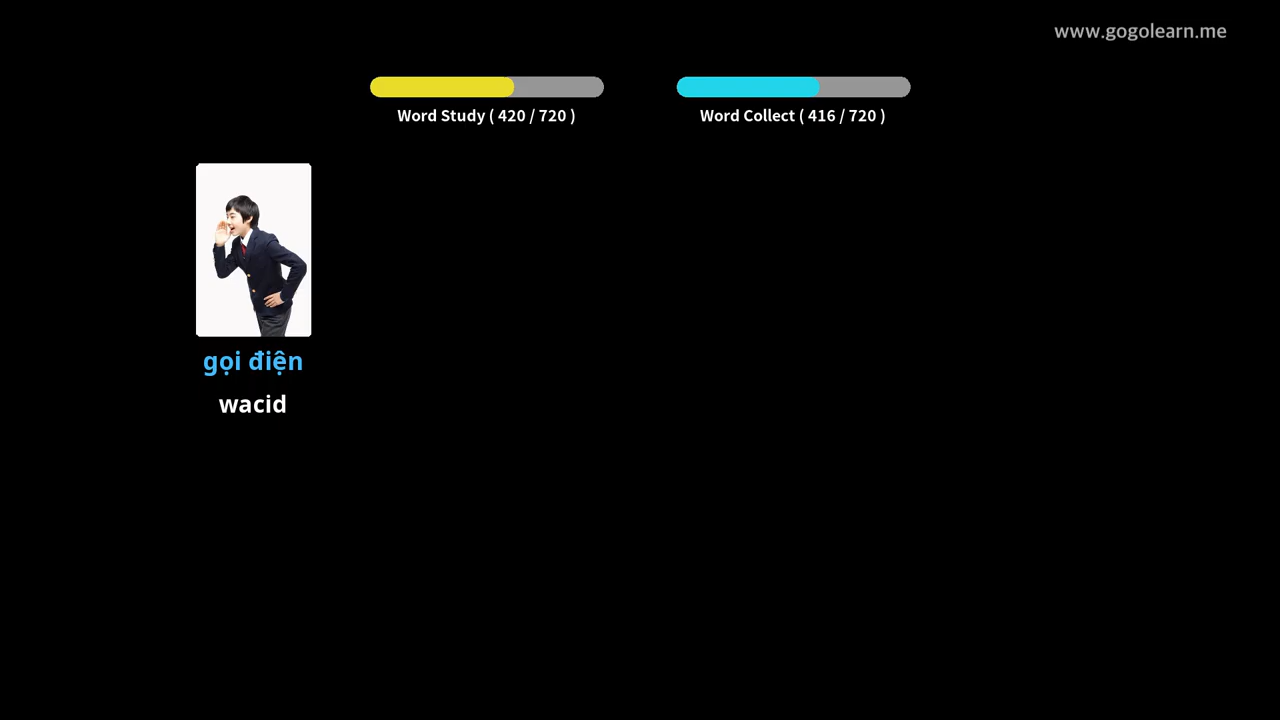 www.gogolearn.me
Word Study ( 420 / 720 )
Word Collect ( 416 / 720 )
gọi điện
wacid